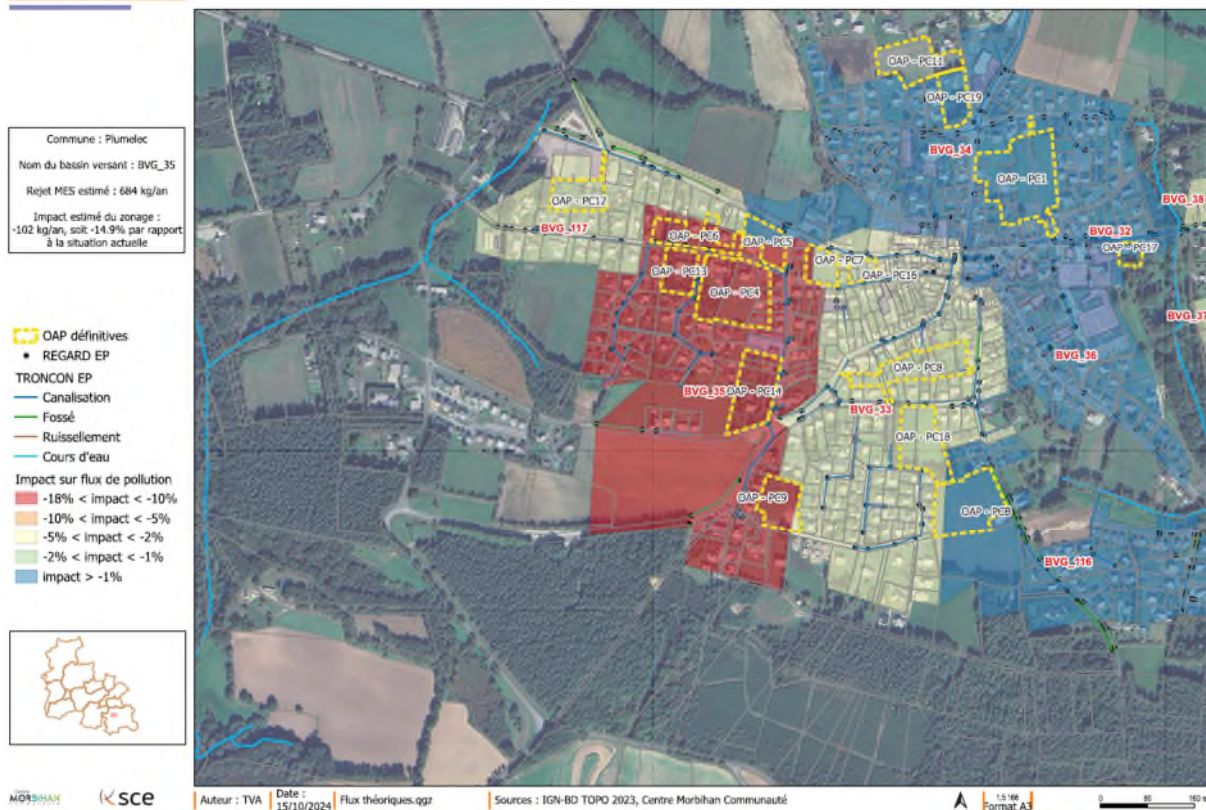 Commune : Plumelec
Nom du bassin versant : BVG_35
Rejet MES estimé : 684 kg/an
Impact estimé du zonage :
-102 kg/an, soit -14.9% par rapport
à la situation actuelle
OAP définitives
REGARD EP
TRONCON EP
Canalisation
Fossé
Ruissellement
Cours d'eau
Impact sur flux de pollution
-18% < impact < -10%
-10% < impact < -5%
-5% < impact < -2%
-2% < impact < -1%
impact > -1%
OAP - PC11
OAP - PC19
BVG_34
OAP - PC1
BVG_38
OAP - PC12
BVG_117
OAP - PC6
OAP - PC5
BVG_32
OAP - PC17
OAP - PC13
OAP - PC7
OAP - PC16
OAP - PC4
BVG_37
BVG_36
OAP - PC8
BVG_35
OAP - PC14
BVG_33
OAP - PC18
OAP - PC9
OAP - PC8
BVG_116
MORBIHAN
sce
Auteur : TVA
Date :
15/10/2024
Flux théoriques.qgz
Sources : IGN-BD TOPO 2023, Centre Morbihan Communauté
Format A3
0 80 160 m